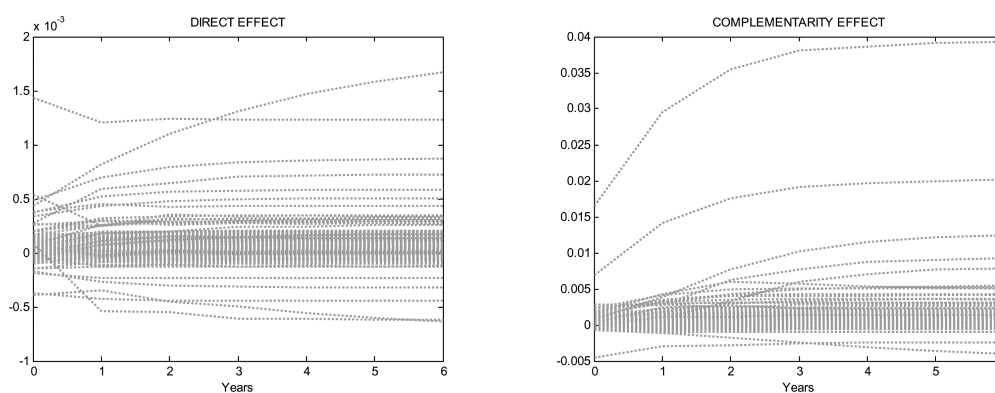 DIRECT EFFECT
x 10⁻³
2
1.5
1
0.5
0
-0.5
-1
0 1 2 3 4 5 6
Years
COMPLEMENTARITY EFFECT
0.04
0.035
0.03
0.025
0.02
0.015
0.01
0.005
0
-0.005
0 1 2 3 4 5
Years